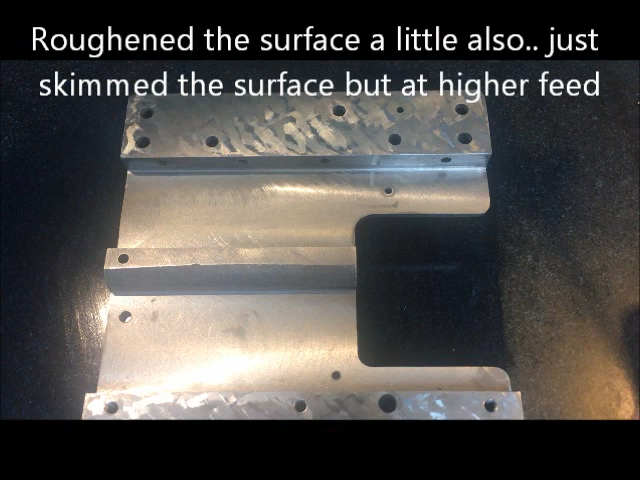 Roughened the surface a little also.. just
skimmed the surface but at higher feed